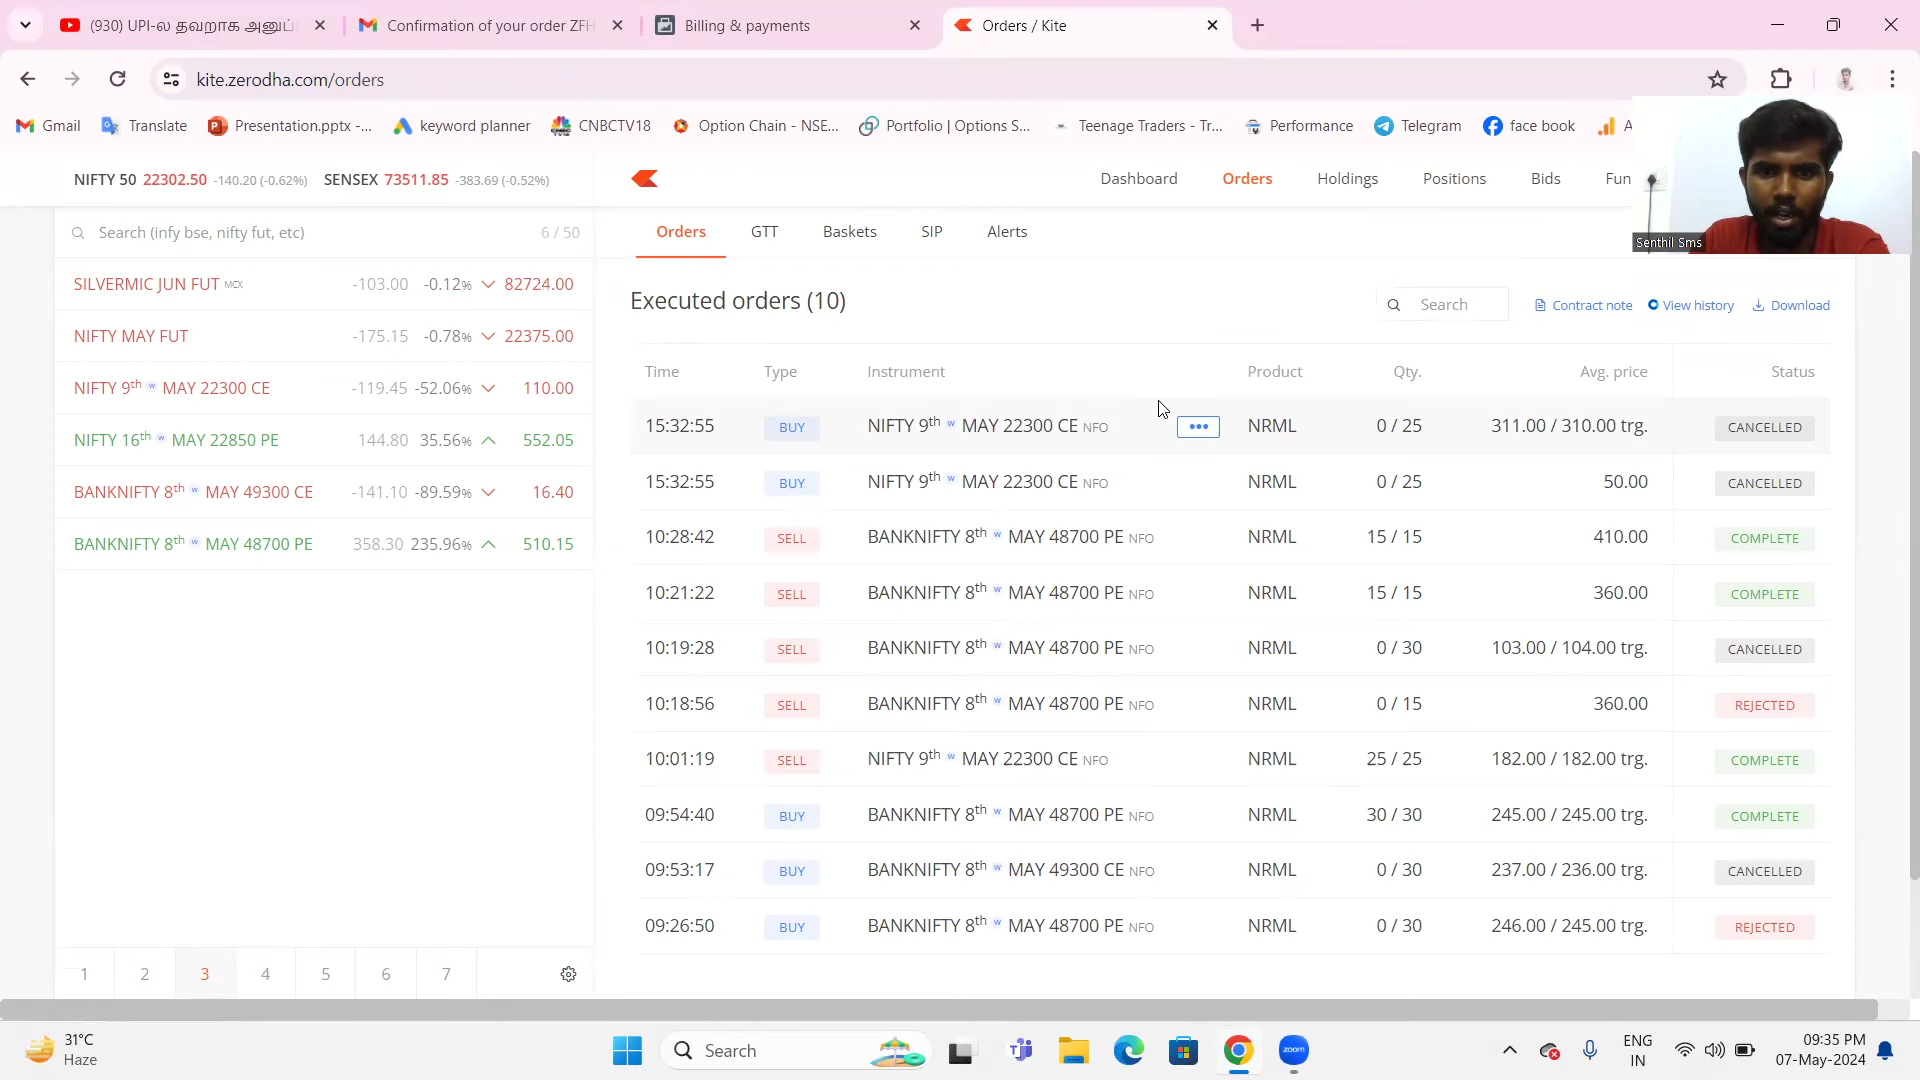 (930) UPI-ல தவறாக அனுப்
Confirmation of your order ZFH
Billing & payments
Orders / Kite
kite.zerodha.com/orders
Gmail
Translate
Presentation.pptx -...
keyword planner
CNBCTV18
Option Chain - NSE...
Portfolio | Options S...
Teenage Traders - Tr...
Performance
Telegram
face book
A
NIFTY 50 22302.50 -140.20 (-0.62%) SENSEX 73511.85 -383.69 (-0.52%)
Dashboard Orders Holdings Positions Bids Fun
Senthil Sms
Search (infy bse, nifty fut, etc) 6 / 50
SILVERMIC JUN FUT MCX -103.00 -0.12% 82724.00
NIFTY MAY FUT -175.15 -0.78% 22375.00
NIFTY 9th w MAY 22300 CE -119.45 -52.06% 110.00
NIFTY 16th w MAY 22850 PE 144.80 35.56% 552.05
BANKNIFTY 8th w MAY 49300 CE -141.10 -89.59% 16.40
BANKNIFTY 8th w MAY 48700 PE 358.30 235.96% 510.15
1 2 3 4 5 6 7
Orders GTT Baskets SIP Alerts
Executed orders (10) Search Contract note View history Download
Time Type Instrument Product Qty. Avg. price Status
15:32:55 BUY NIFTY 9th w MAY 22300 CE NFO ••• NRML 0 / 25 311.00 / 310.00 trg. CANCELLED
15:32:55 BUY NIFTY 9th w MAY 22300 CE NFO NRML 0 / 25 50.00 CANCELLED
10:28:42 SELL BANKNIFTY 8th w MAY 48700 PE NFO NRML 15 / 15 410.00 COMPLETE
10:21:22 SELL BANKNIFTY 8th w MAY 48700 PE NFO NRML 15 / 15 360.00 COMPLETE
10:19:28 SELL BANKNIFTY 8th w MAY 48700 PE NFO NRML 0 / 30 103.00 / 104.00 trg. CANCELLED
10:18:56 SELL BANKNIFTY 8th w MAY 48700 PE NFO NRML 0 / 15 360.00 REJECTED
10:01:19 SELL NIFTY 9th w MAY 22300 CE NFO NRML 25 / 25 182.00 / 182.00 trg. COMPLETE
09:54:40 BUY BANKNIFTY 8th w MAY 48700 PE NFO NRML 30 / 30 245.00 / 245.00 trg. COMPLETE
09:53:17 BUY BANKNIFTY 8th w MAY 49300 CE NFO NRML 0 / 30 237.00 / 236.00 trg. CANCELLED
09:26:50 BUY BANKNIFTY 8th w MAY 48700 PE NFO NRML 0 / 30 246.00 / 245.00 trg. REJECTED
31°C
Haze
Search
zoom
ENG
IN
09:35 PM
07-May-2024